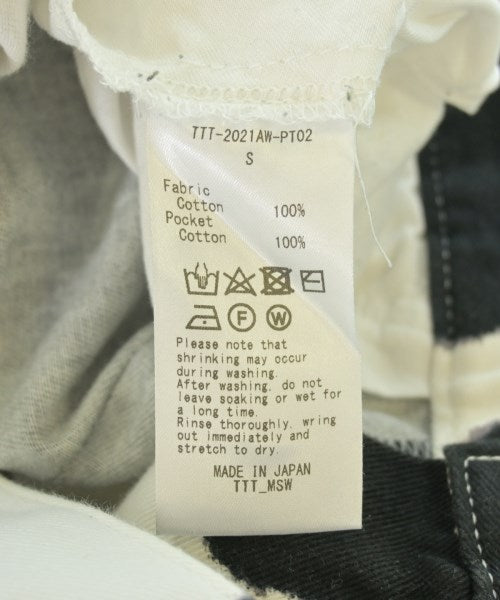 TTT-2021AW-PT02
S
Fabric
Cotton 100%
Pocket
Cotton 100%
F W
Please note that
shrinking may occur
during washing.
After washing, do not
leave soaking or wet for
a long time.
Rinse thoroughly, wring
out immediately and
stretch to dry.
MADE IN JAPAN
TTT_MSW